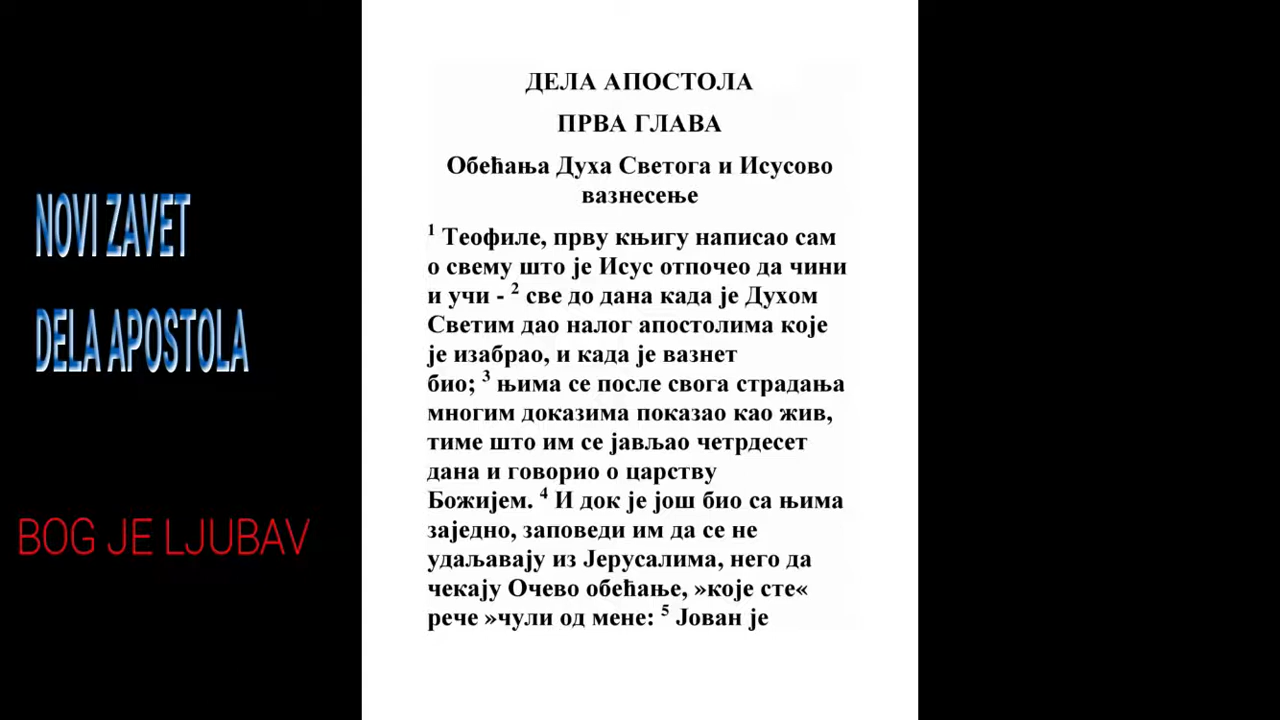 NOVI ZAVET
DELA APOSTOLA
BOG JE LJUBAV
ДЕЛА АПОСТОЛА
ПРВА ГЛАВА
Обећања Духа Светога и Исусово
вазнесење
1 Теофиле, прву књигу написао сам
о свему што је Исус отпочео да чини
и учи - 2 све до дана када је Духом
Светим дао налог апостолима које
је изабрао, и када је вазнет
био; 3 њима се после свога страдања
многим доказима показао као жив,
тиме што им се јављао четрдесет
дана и говорио о царству
Божијем. 4 И док је још био са њима
заједно, заповеди им да се не
удаљавају из Јерусалима, него да
чекају Очево обећање, »које сте«
рече »чули од мене: 5 Јован је